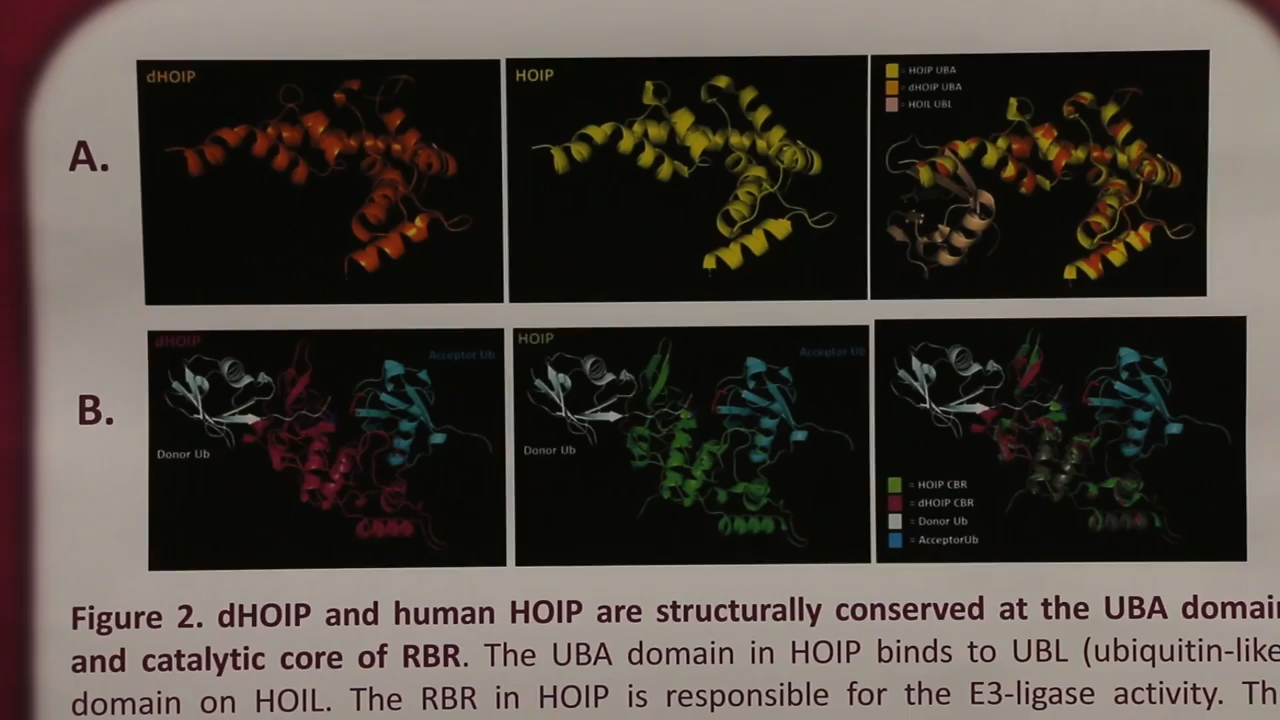 A.
dHOIP
HOIP
= HOIP UBA
= dHOIP UBA
= HOIL UBL
B.
dHOIP
Acceptor Ub
Donor Ub
HOIP
Acceptor Ub
Donor Ub
= HOIP CBR
= dHOIP CBR
= Donor Ub
= AcceptorUb
Figure 2. dHOIP and human HOIP are structurally conserved at the UBA domain
and catalytic core of RBR. The UBA domain in HOIP binds to UBL (ubiquitin-like
domain on HOIL. The RBR in HOIP is responsible for the E3-ligase activity. Th